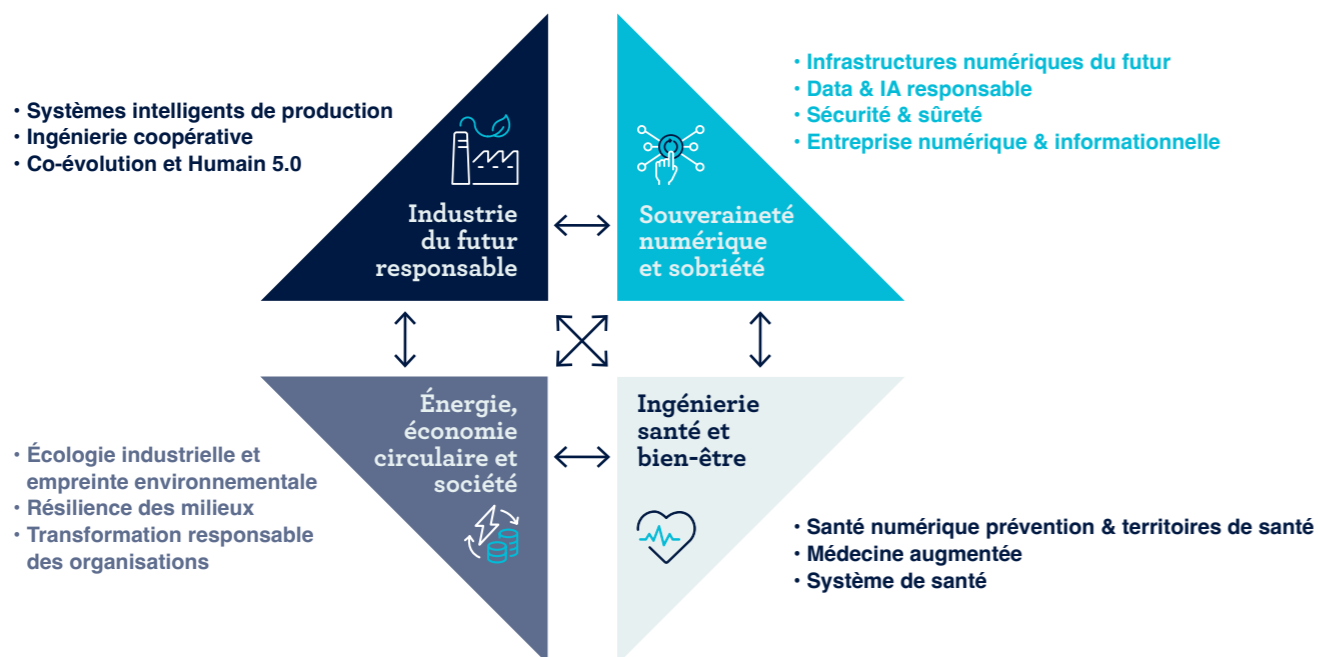 • Systèmes intelligents de production
• Ingénierie coopérative
• Co-évolution et Humain 5.0
Industrie
du futur
responsable
• Infrastructures numériques du futur
• Data & IA responsable
• Sécurité & sûreté
• Entreprise numérique & informationnelle
Souveraineté
numérique
et sobriété
Énergie,
économie
circulaire et
société
• Écologie industrielle et
empreinte environnementale
• Résilience des milieux
• Transformation responsable
des organisations
Ingénierie
santé et
bien-être
• Santé numérique prévention & territoires de santé
• Médecine augmentée
• Système de santé